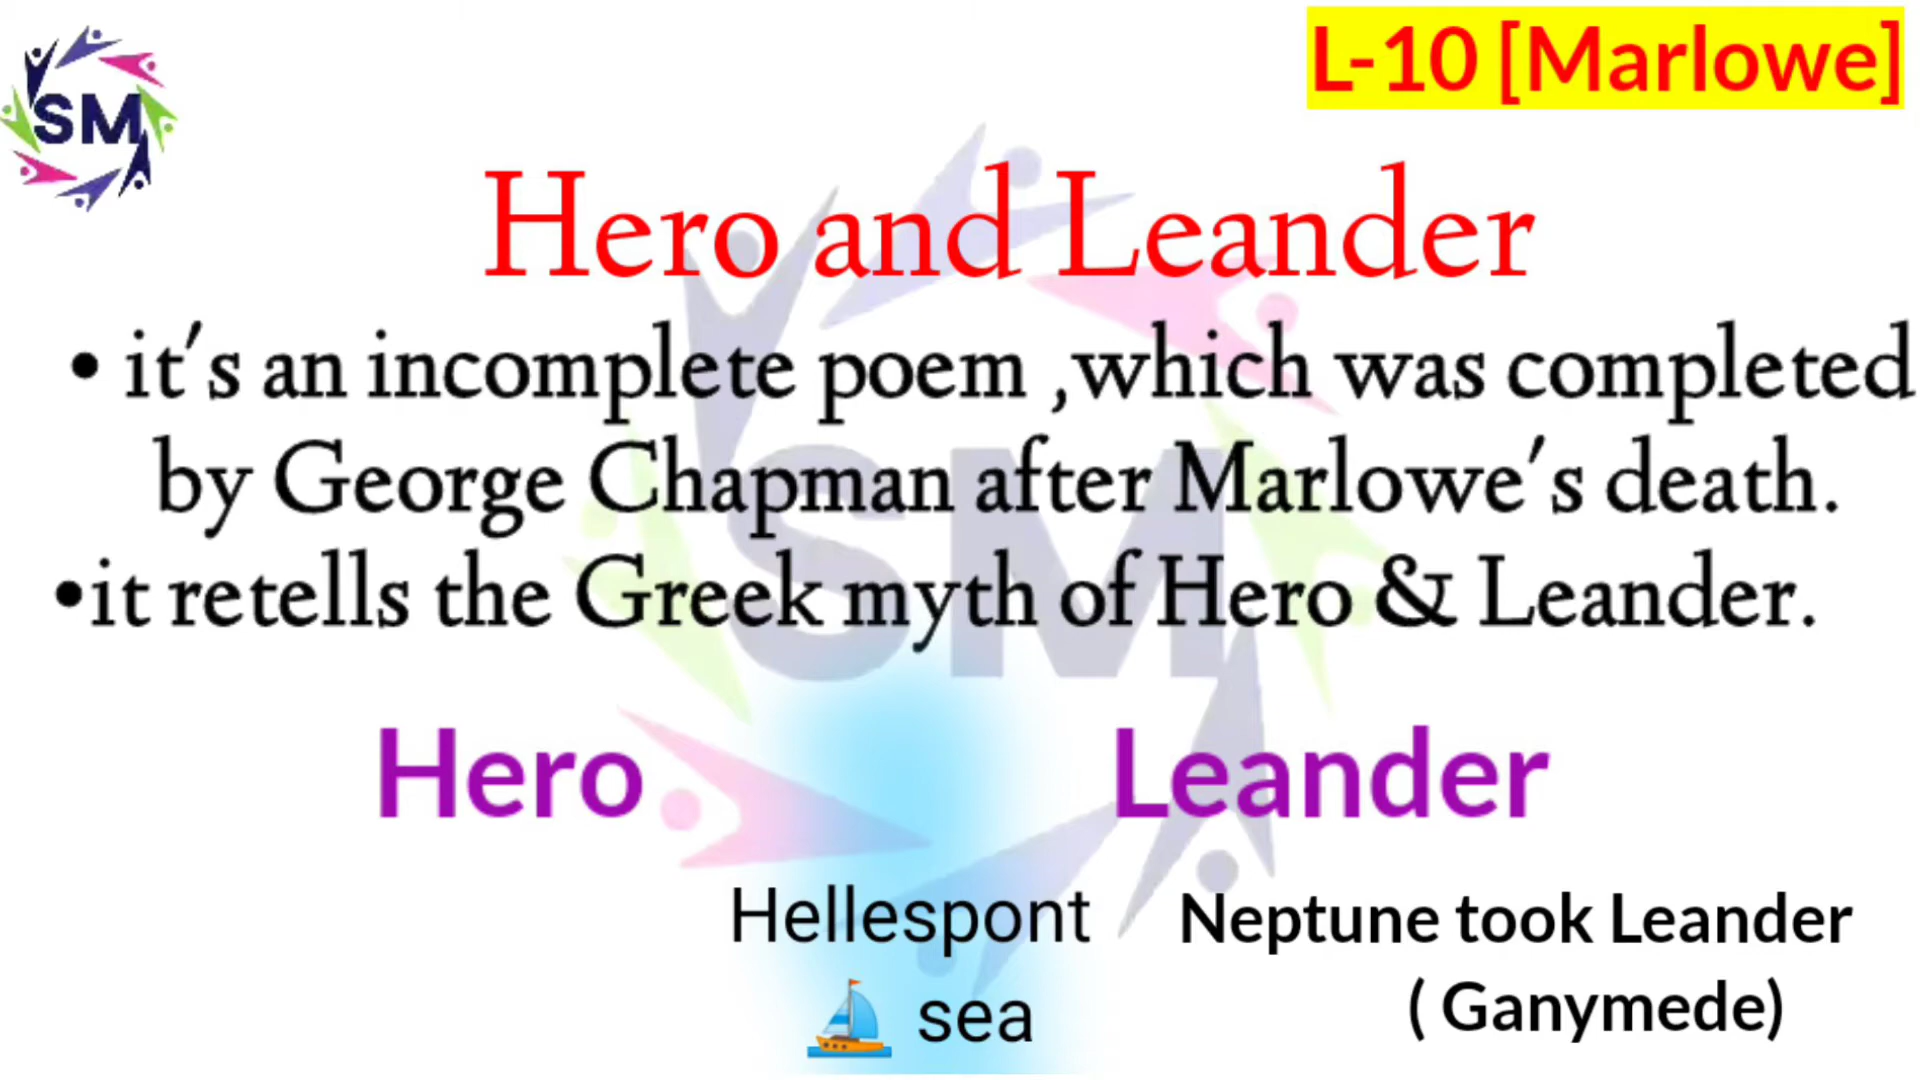 SM
L-10 [Marlowe]
Hero and Leander
• it's an incomplete poem ,which was completed
by George Chapman after Marlowe's death.
•it retells the Greek myth of Hero & Leander.
SM
Hero Leander
Hellespont Neptune took Leander
sea ( Ganymede)